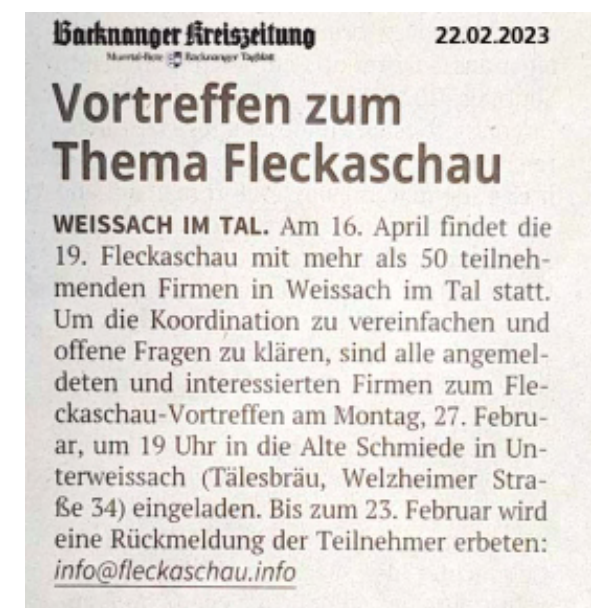 Backnanger Kreiszeitung 22.02.2023
Murrtal-Bote Backnanger Tagblatt
Vortreffen zum
Thema Fleckaschau
WEISSACH IM TAL. Am 16. April findet die
19. Fleckaschau mit mehr als 50 teilneh-
menden Firmen in Weissach im Tal statt.
Um die Koordination zu vereinfachen und
offene Fragen zu klären, sind alle angemel-
deten und interessierten Firmen zum Fle-
ckaschau-Vortreffen am Montag, 27. Febru-
ar, um 19 Uhr in die Alte Schmiede in Un-
terweissach (Tälesbräu, Welzheimer Stra-
ße 34) eingeladen. Bis zum 23. Februar wird
eine Rückmeldung der Teilnehmer erbeten:
info@fleckaschau.info